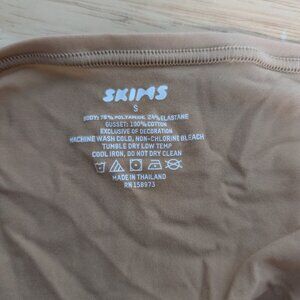 SKIMS
S
BODY: 76% POLYAMIDE, 24% ELASTANE
GUSSET: 100% COTTON
EXCLUSIVE OF DECORATION
MACHINE WASH COLD, NON-CHLORINE BLEACH
TUMBLE DRY LOW TEMP
COOL IRON, DO NOT DRY CLEAN
MADE IN THAILAND
RN 158973